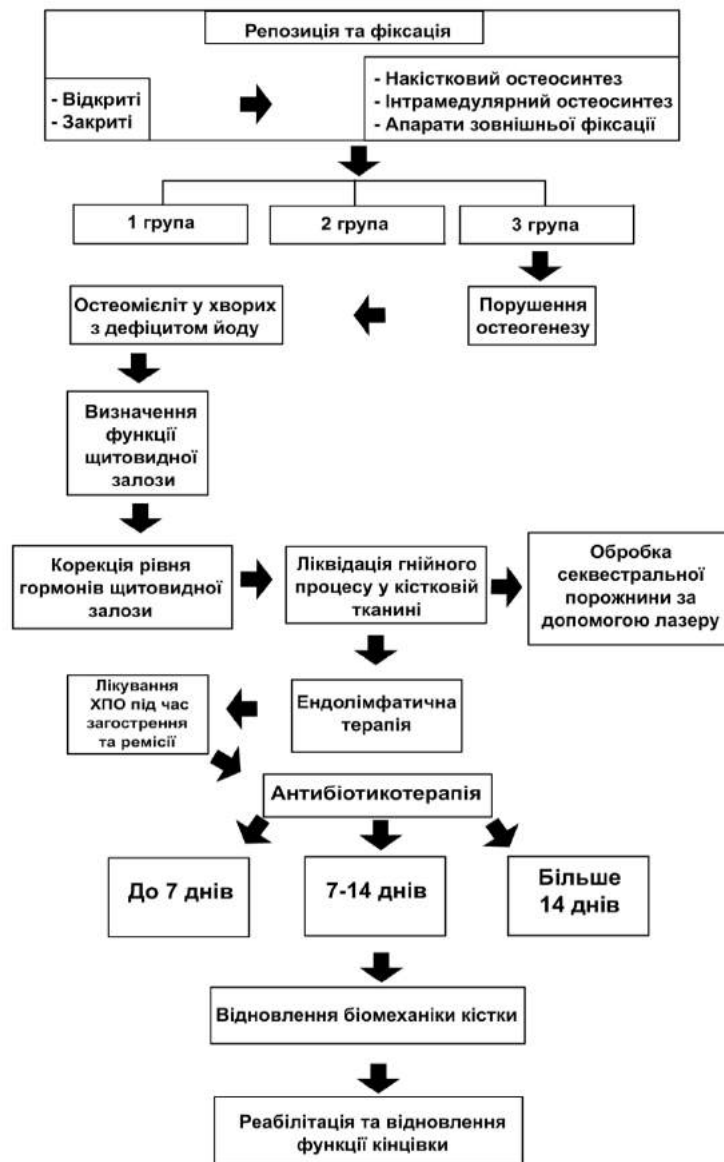 Репозиція та фіксація
- Відкриті
- Закриті
- Накістковий остеосинтез
- Інтрамедулярний остеосинтез
- Апарати зовнішньої фіксації
1 група
2 група
3 група
Остеомієліт у хворих
з дефіцитом йоду
Порушення
остеогенезу
Визначення
функції
щитовидної
залози
Корекція рівня
гормонів щитовидної
залози
Ліквідація гнійного
процесу у кістковій
тканині
Обробка
секвестральної
порожнини за
допомогою лазеру
Лікування
ХПО під час
загострення
та ремісії
Ендолімфатична
терапія
Антибіотикотерапія
До 7 днів
7-14 днів
Більше
14 днів
Відновлення біомеханіки кістки
Реабілітація та відновлення
функції кінцівки